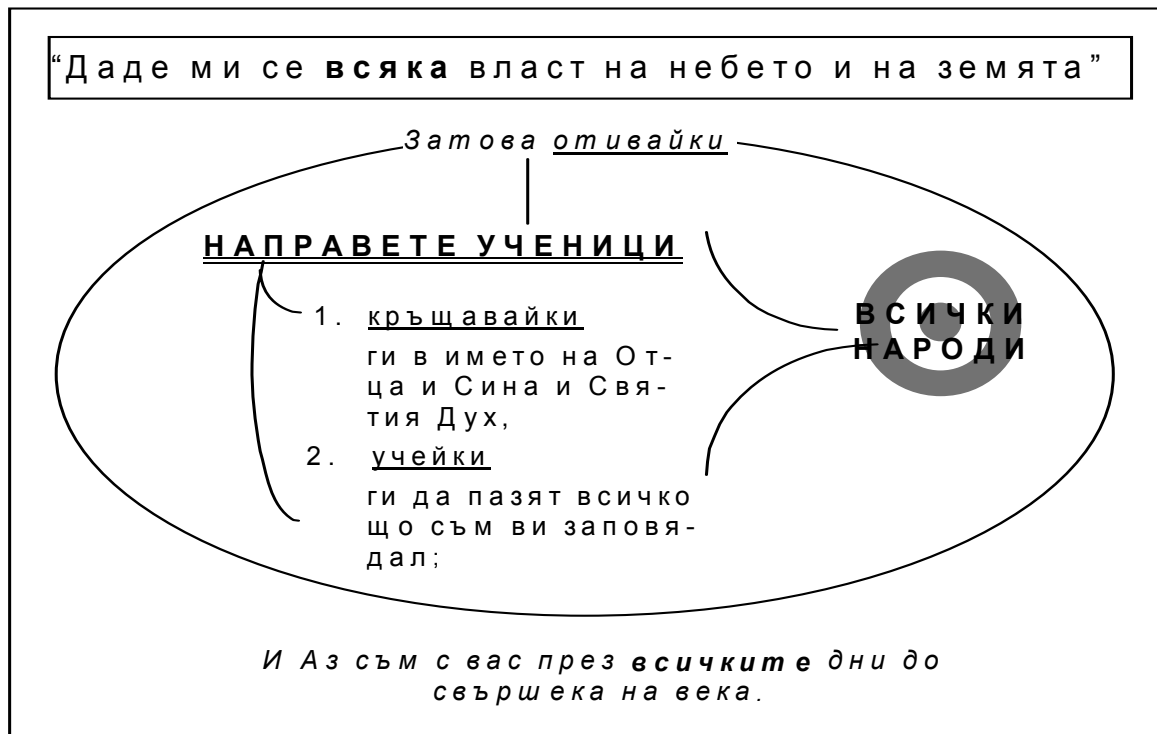 “Даде ми се всяка власт на небето и на земята”
Затова отивайки
НАПРАВЕТЕ УЧЕНИЦИ
1. кръщавайки
ги в името на От-
ца и Сина и Свя-
тия Дух,
2. учейки
ги да пазят всичко
що съм ви заповя-
дал;
ВСИЧКИ
НАРОДИ
И Аз съм с вас през всичките дни до
свършека на века.